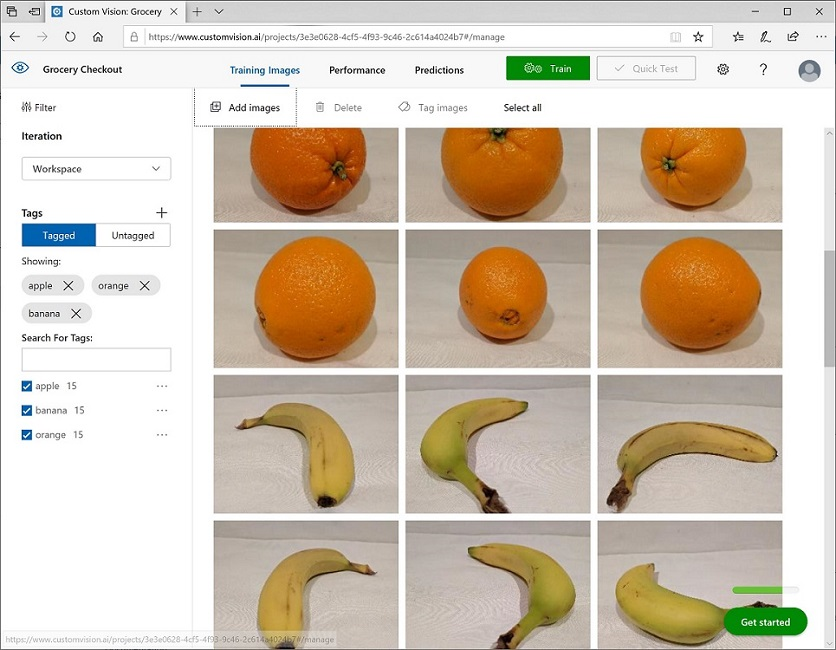 Custom Vision: Grocery
https://www.customvision.ai/projects/3e3e0628-4cf5-4f93-9c46-2c614a4024b7#/manage
Grocery Checkout
Training Images
Performance
Predictions
Train
Quick Test
?
Filter
Add images
Delete
Tag images
Select all
Iteration
Workspace
Tags
Tagged
Untagged
Showing:
apple
orange
banana
Search For Tags:
apple 15
banana 15
orange 15
Get started
https://www.customvision.ai/projects/3e3e0628-4cf5-4f93-9c46-2c614a4024b7#/manage